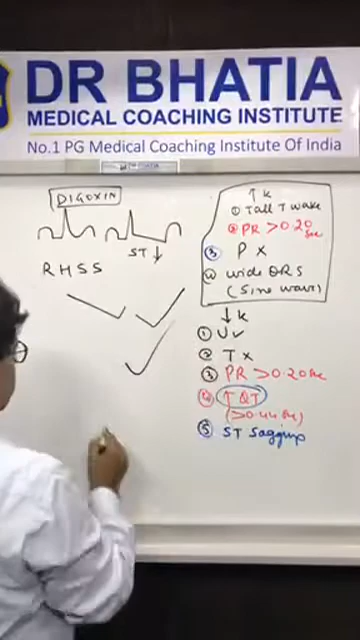 DR BHATIA
MEDICAL COACHING INSTITUTE
No.1 PG Medical Coaching Institute Of India
DIGOXIN
ST ↓
RHSS
↑ K
① Tall T wave
② PR >0.20 sec
③ P X
④ wide QRS
(Sine wave)
↓ K
① U ✓
② T X
③ PR >0.20 sec
④ ↑ QT
(>0.44 sec)
⑤ ST Sagging